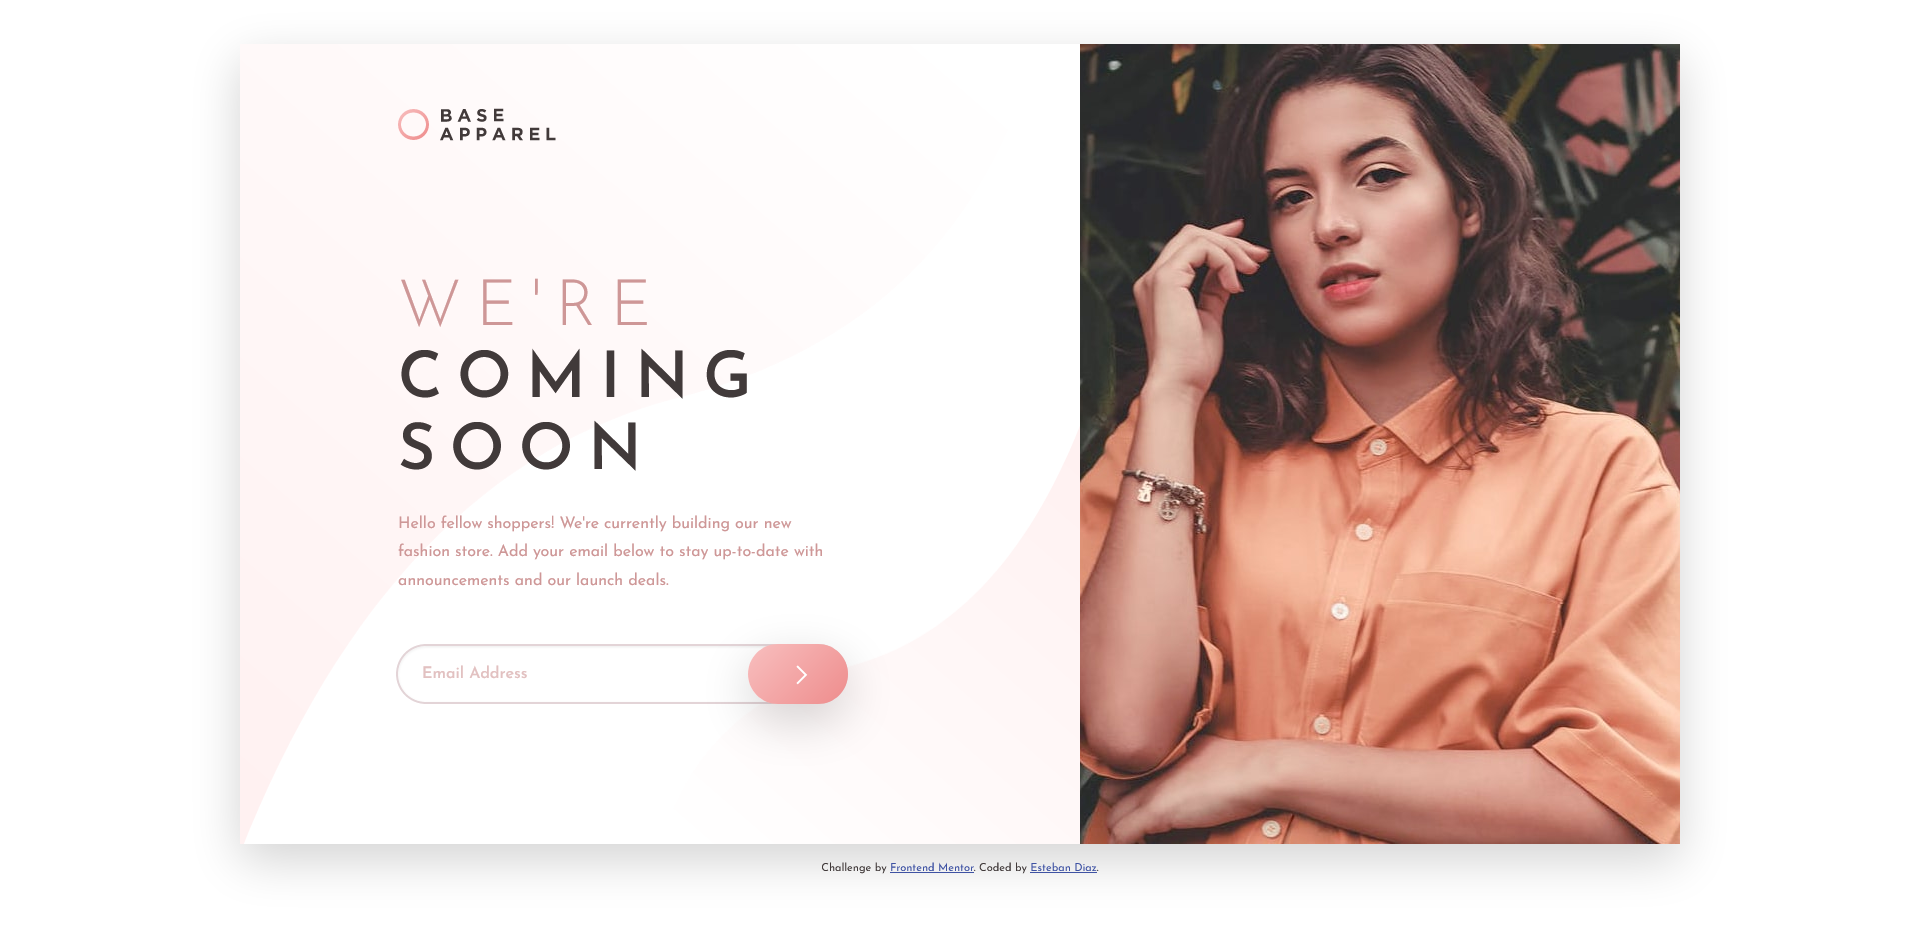 BASE
APPAREL
WE'RE
COMING
SOON
Hello fellow shoppers! We're currently building our new
fashion store. Add your email below to stay up-to-date with
announcements and our launch deals.
Email Address
Challenge by Frontend Mentor. Coded by Esteban Diaz.